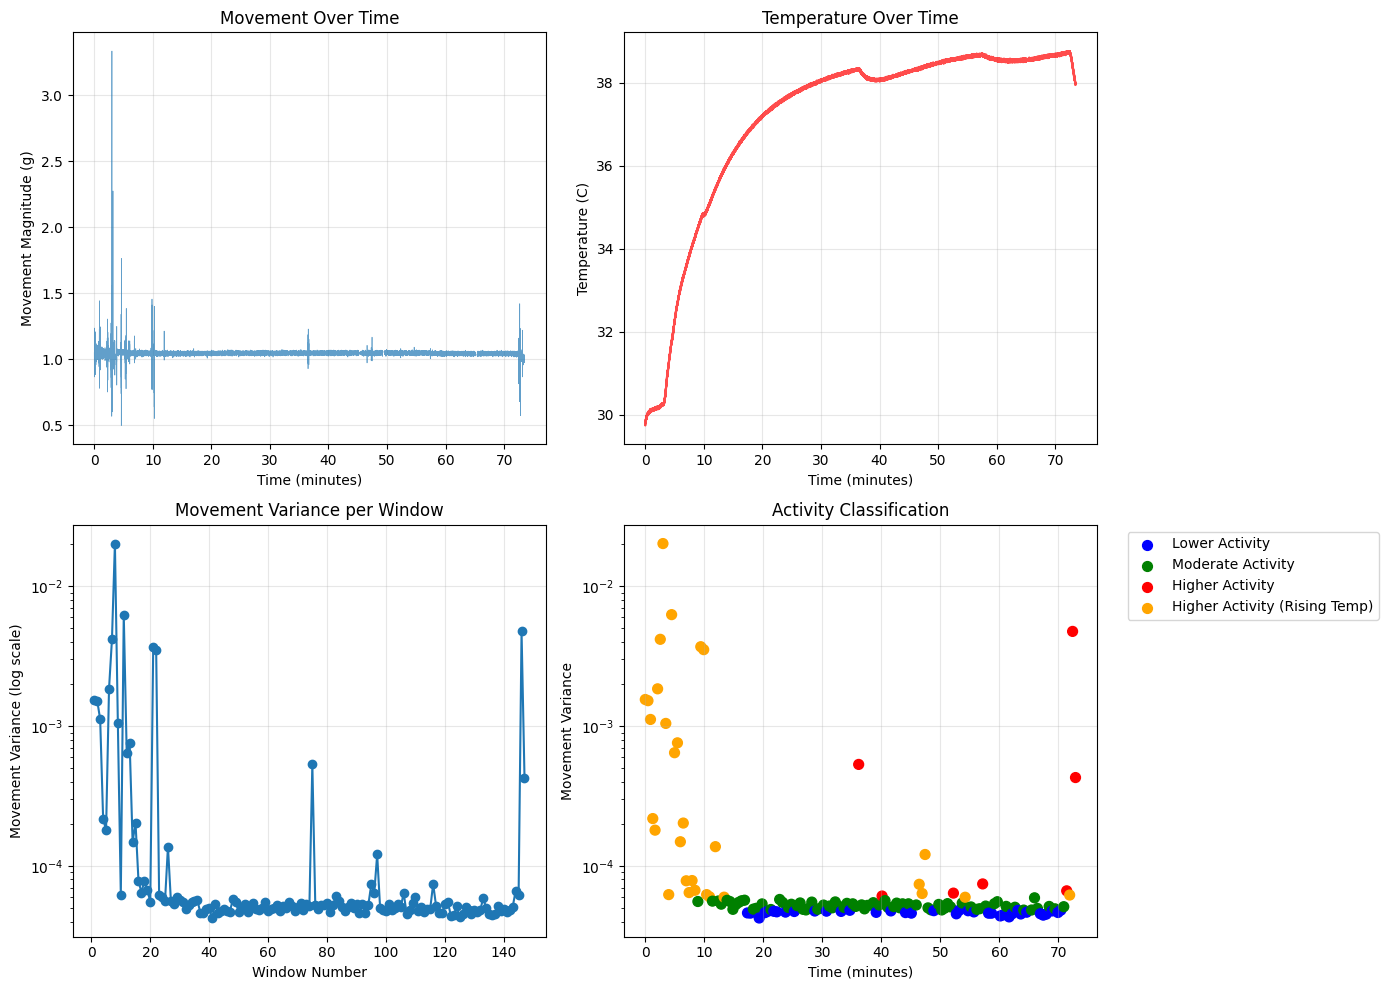 Movement Over Time
Movement Magnitude (g)
3.0
2.5
2.0
1.5
1.0
0.5
0 10 20 30 40 50 60 70
Time (minutes)
Temperature Over Time
Temperature (C)
38
36
34
32
30
0 10 20 30 40 50 60 70
Time (minutes)
Movement Variance per Window
Movement Variance (log scale)
10⁻²
10⁻³
10⁻⁴
0 20 40 60 80 100 120 140
Window Number
Activity Classification
Movement Variance
10⁻²
10⁻³
10⁻⁴
0 10 20 30 40 50 60 70
Time (minutes)
Lower Activity
Moderate Activity
Higher Activity
Higher Activity (Rising Temp)